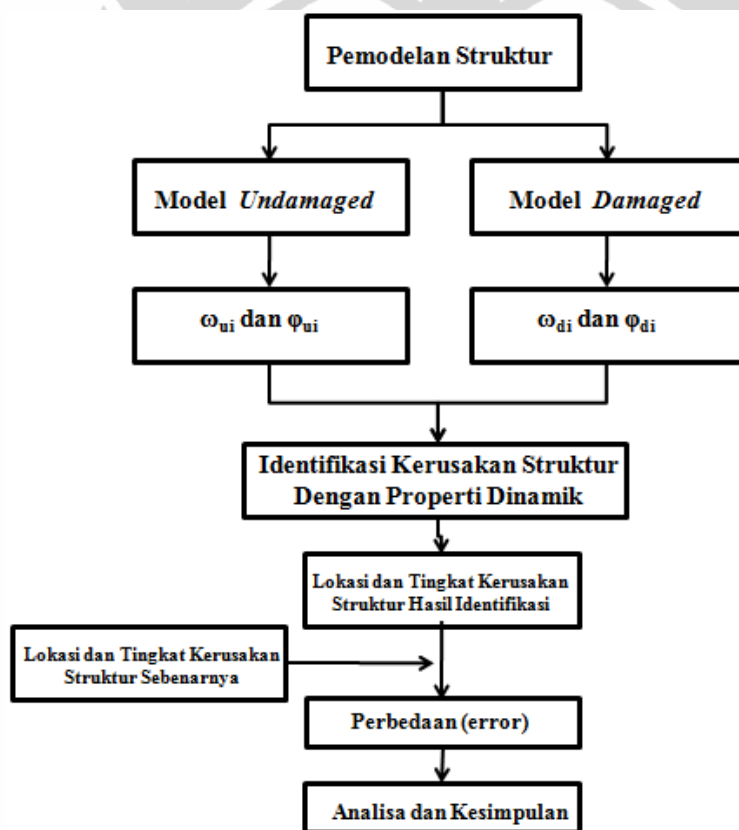 Pemodelan Struktur
Model Undamaged
Model Damaged
ωui dan φui
ωdi dan φdi
Identifikasi Kerusakan Struktur
Dengan Properti Dinamik
Lokasi dan Tingkat Kerusakan
Struktur Hasil Identifikasi
Lokasi dan Tingkat Kerusakan
Struktur Sebenarnya
Perbedaan (error)
Analisa dan Kesimpulan